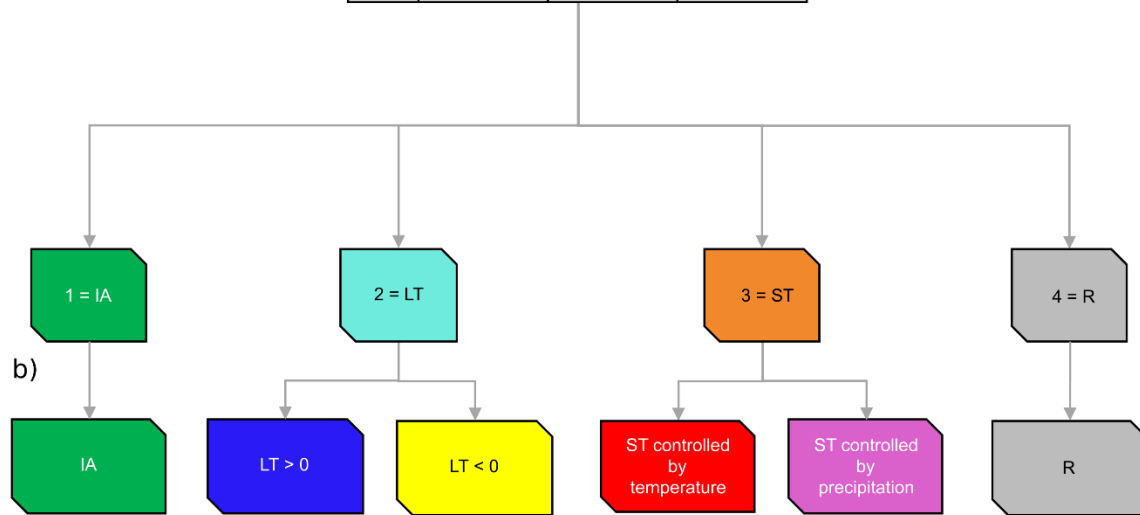 1 = IA
2 = LT
3 = ST
4 = R
b)
IA
LT > 0
LT < 0
ST controlled
by
temperature
ST controlled
by
precipitation
R